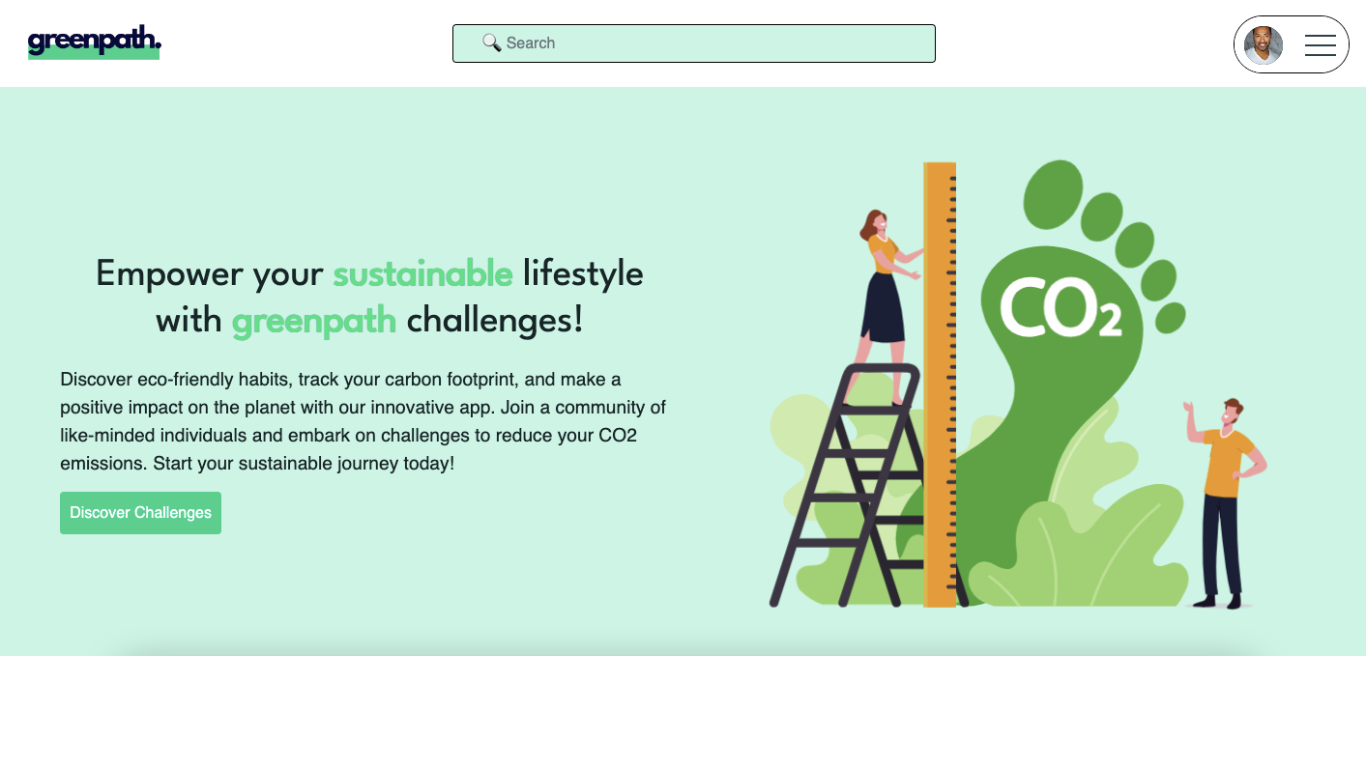 greenpath.
Search
Empower your sustainable lifestyle
with greenpath challenges!
Discover eco-friendly habits, track your carbon footprint, and make a
positive impact on the planet with our innovative app. Join a community of
like-minded individuals and embark on challenges to reduce your CO2
emissions. Start your sustainable journey today!
Discover Challenges
CO2